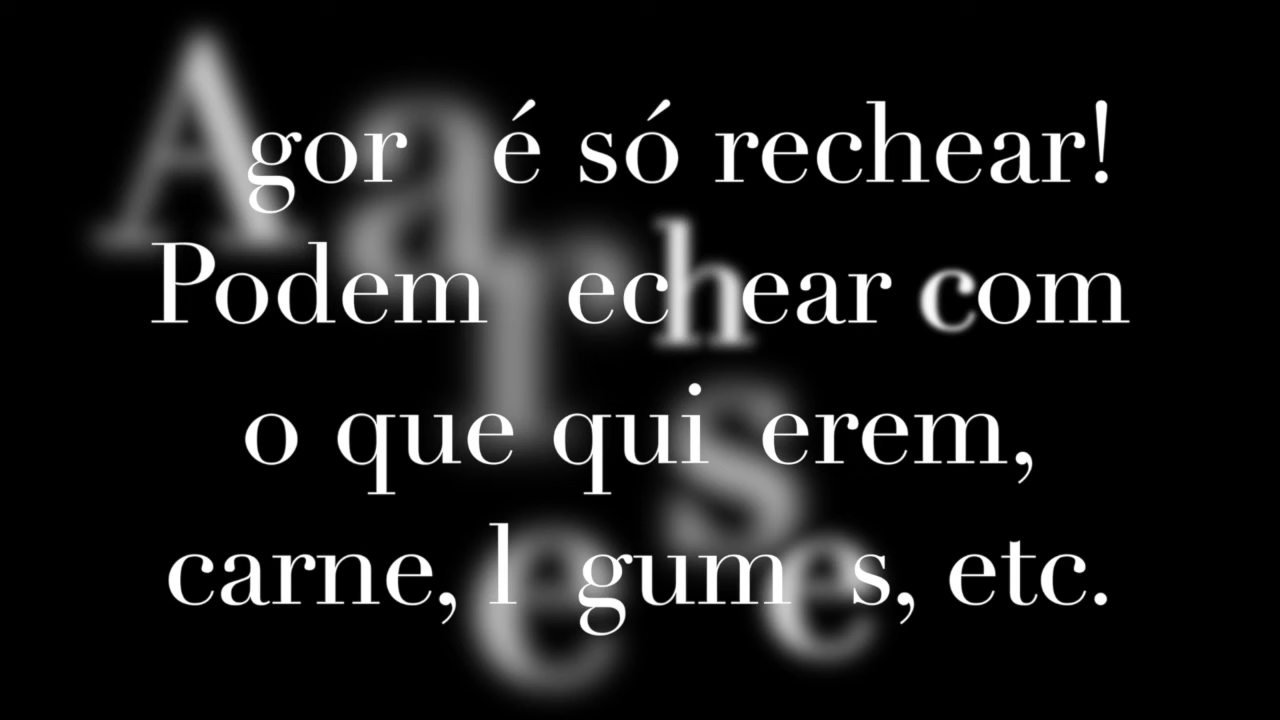 Agora é só rechear!
Podem rechear com
o que quiserem,
carne, legumes, etc.